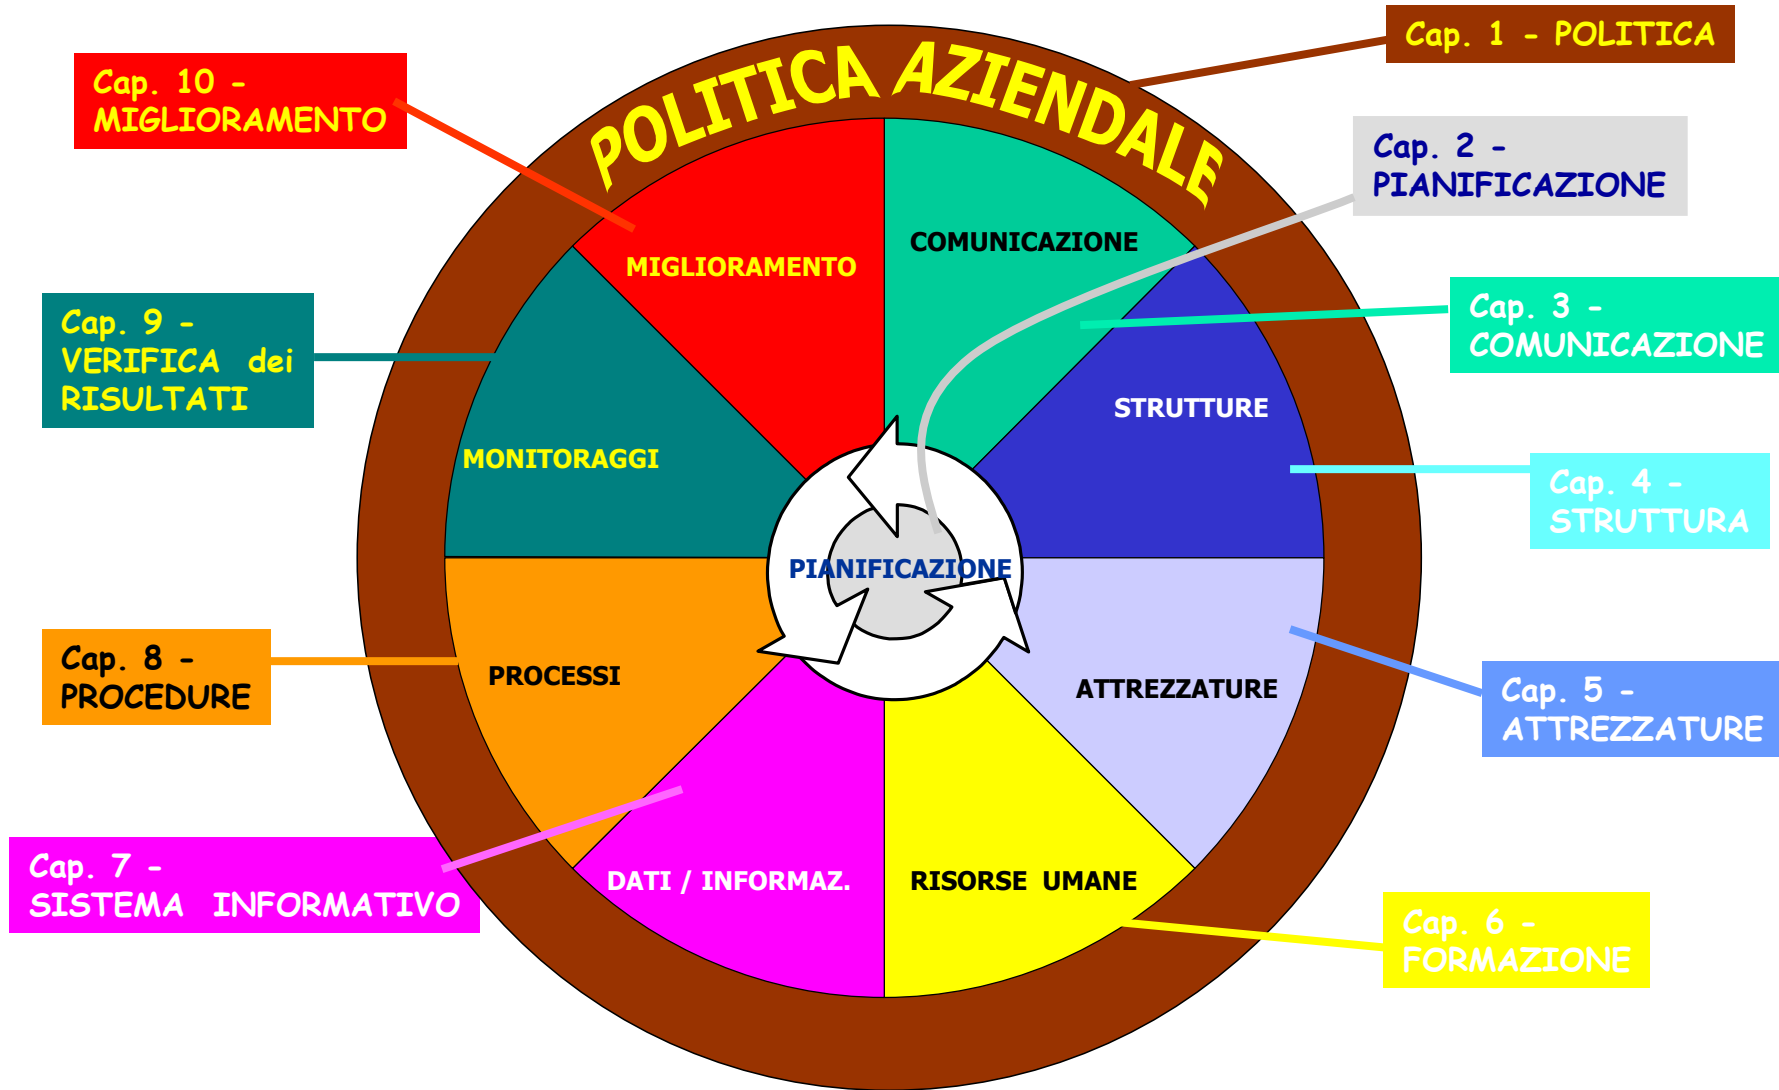 Cap. 1 - POLITICA
POLITICA AZIENDALE
Cap. 10 -
MIGLIORAMENTO
Cap. 2 -
PIANIFICAZIONE
COMUNICAZIONE
MIGLIORAMENTO
Cap. 3 -
COMUNICAZIONE
Cap. 9 -
VERIFICA dei
RISULTATI
STRUTTURE
MONITORAGGI
Cap. 4 -
STRUTTURA
PIANIFICAZIONE
Cap. 8 -
PROCEDURE
PROCESSI
ATTREZZATURE
Cap. 5 -
ATTREZZATURE
Cap. 7 -
SISTEMA INFORMATIVO
DATI / INFORMAZ.
RISORSE UMANE
Cap. 6 -
FORMAZIONE